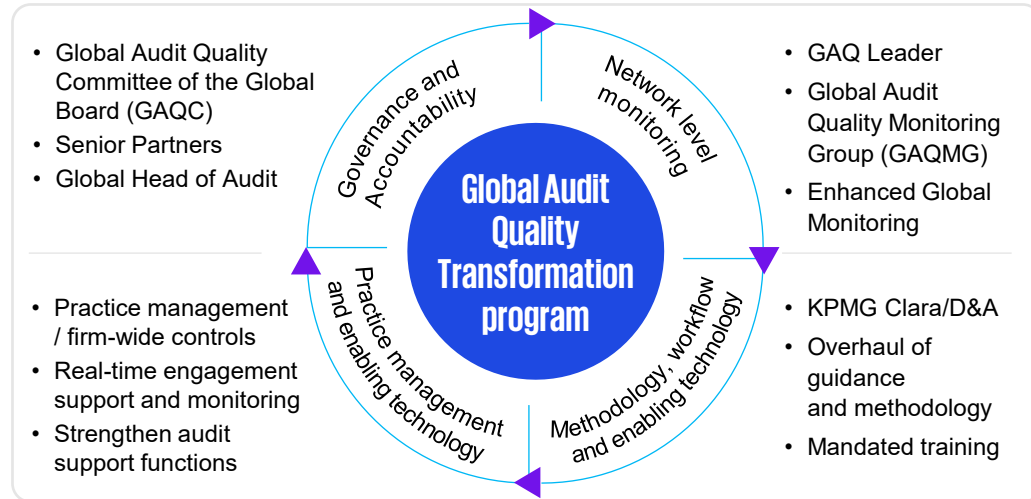 • Global Audit Quality
Committee of the Global
Board (GAQC)
• Senior Partners
• Global Head of Audit
Governance and
Accountability
Network level
monitoring
• GAQ Leader
• Global Audit
Quality Monitoring
Group (GAQMG)
• Enhanced Global
Monitoring
Global Audit
Quality
Transformation
program
• Practice management
/ firm-wide controls
• Real-time engagement
support and monitoring
• Strengthen audit
support functions
Practice management
and enabling technology
Methodology, workflow
and enabling technology
• KPMG Clara/D&A
• Overhaul of
guidance
and methodology
• Mandated training